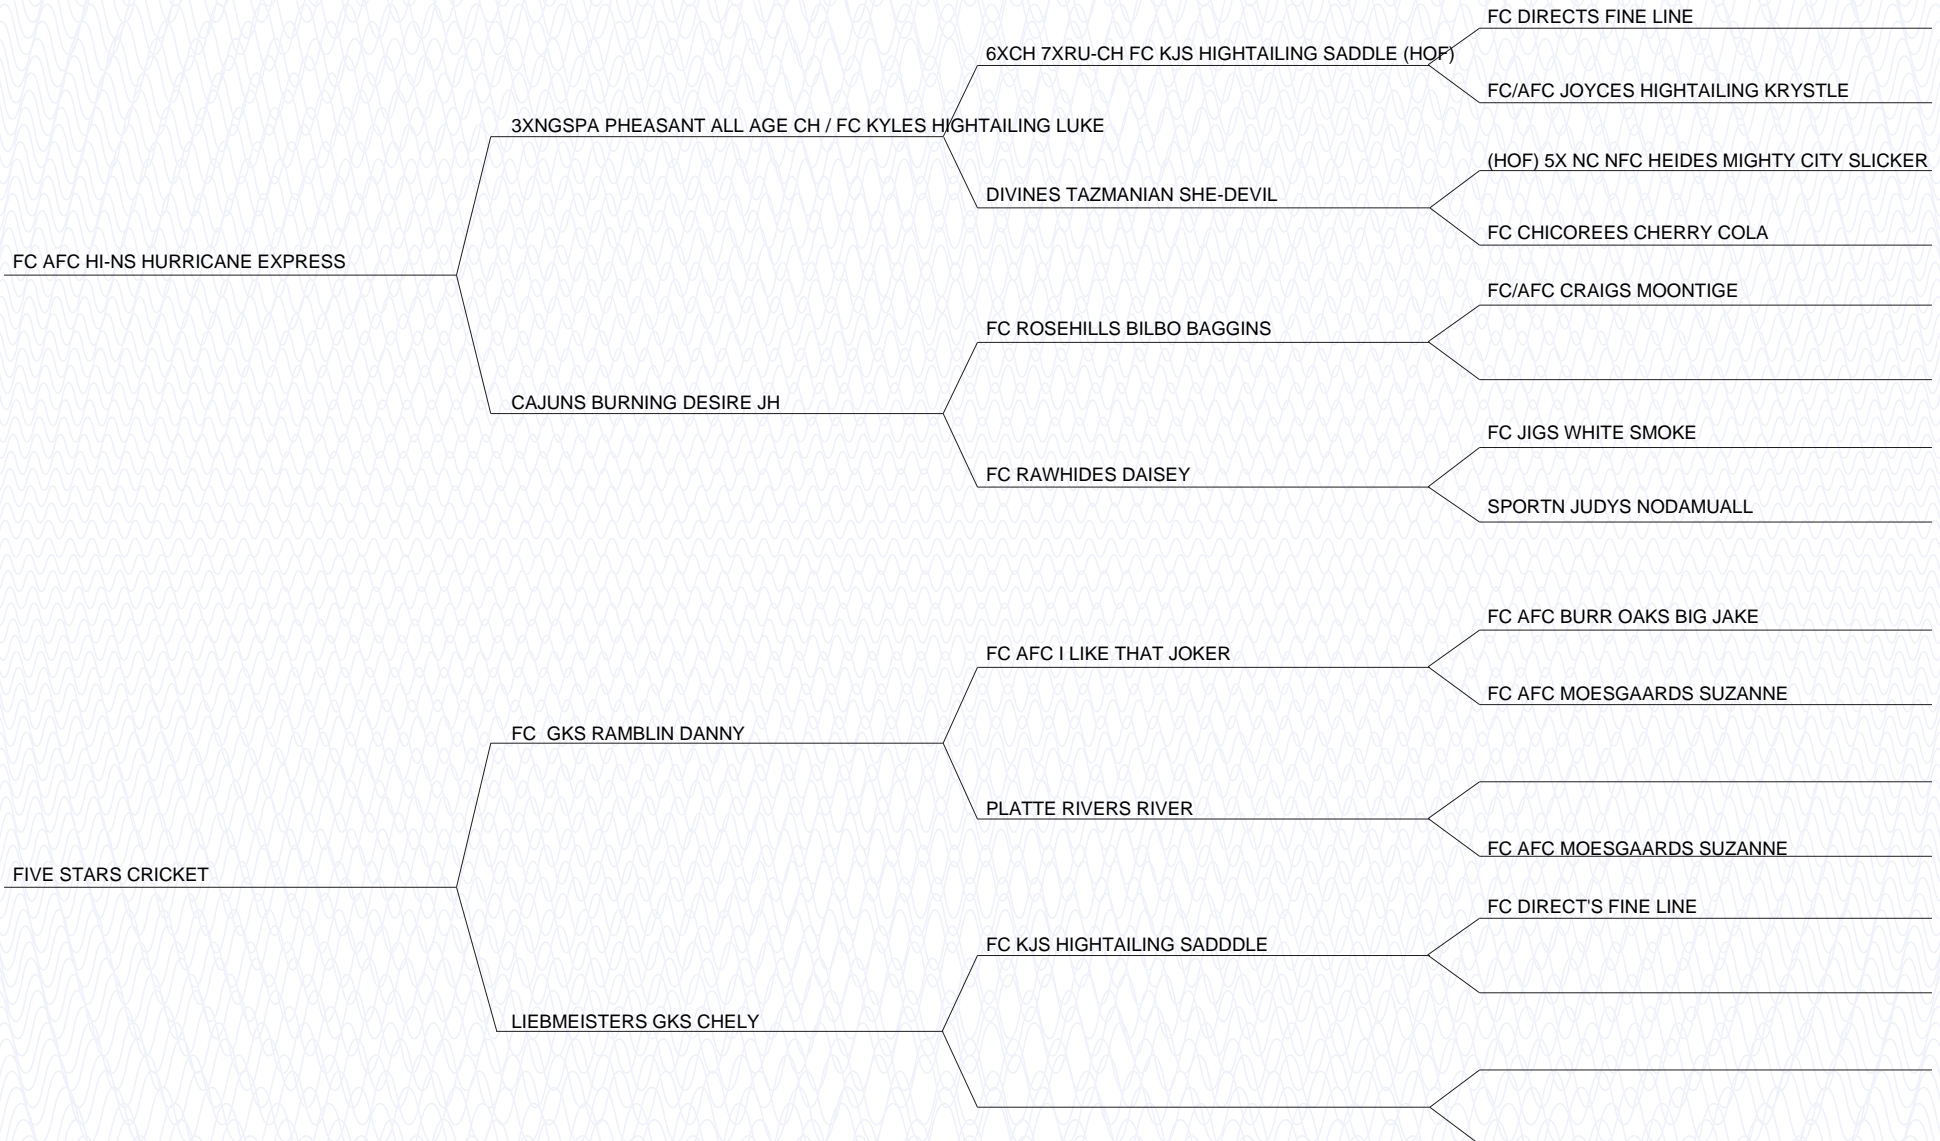 FC DIRECTS FINE LINE
6XCH 7XRU-CH FC KJS HIGHTAILING SADDLE (HOF)
FC/AFC JOYCES HIGHTAILING KRYSTLE
3XNGSPA PHEASANT ALL AGE CH / FC KYLES HIGHTAILING LUKE
(HOF) 5X NC NFC HEIDES MIGHTY CITY SLICKER
DIVINES TAZMANIAN SHE-DEVIL
FC CHICOREES CHERRY COLA
FC AFC HI-NS HURRICANE EXPRESS
FC/AFC CRAIGS MOONTIGE
FC ROSEHILLS BILBO BAGGINS
CAJUNS BURNING DESIRE JH
FC JIGS WHITE SMOKE
FC RAWHIDES DAISEY
SPORTN JUDYS NODAMUALL
FC AFC BURR OAKS BIG JAKE
FC AFC I LIKE THAT JOKER
FC AFC MOESGAARDS SUZANNE
FC  GKS RAMBLIN DANNY
PLATTE RIVERS RIVER
FC AFC MOESGAARDS SUZANNE
FIVE STARS CRICKET
FC DIRECT'S FINE LINE
FC KJS HIGHTAILING SADDDLE
LIEBMEISTERS GKS CHELY